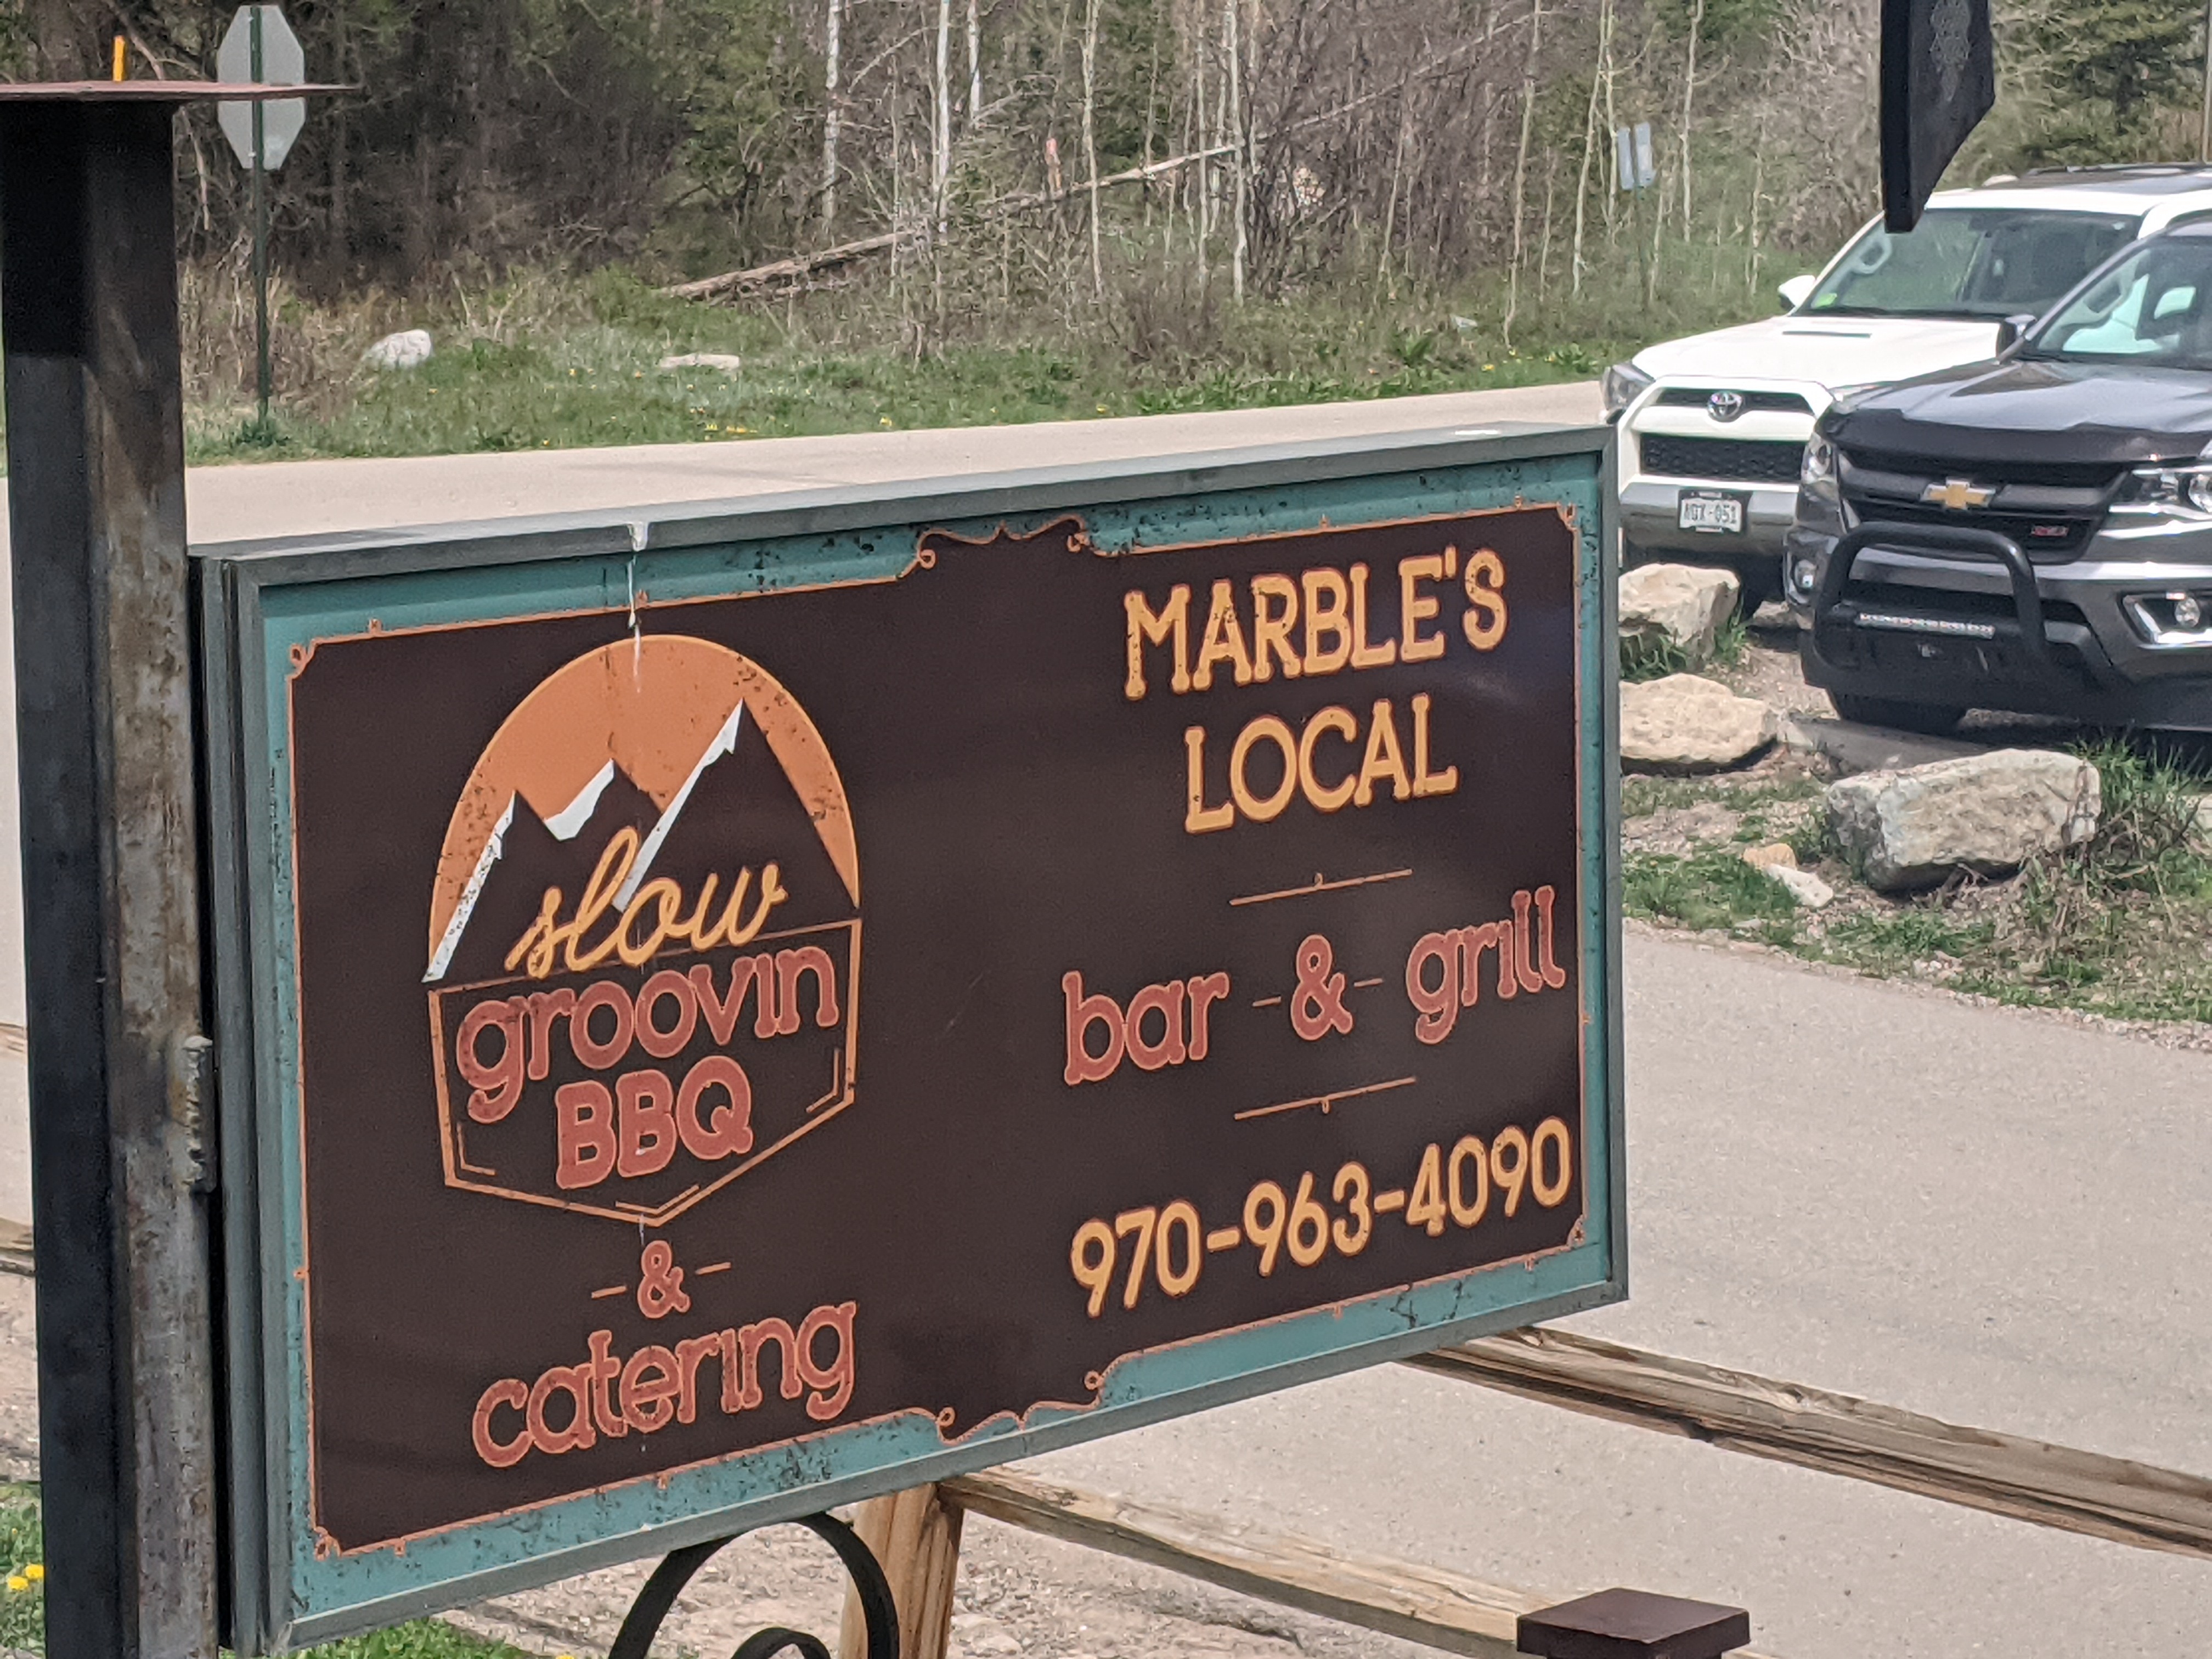 slow
groovin
BBQ
&
catering
MARBLE'S
LOCAL
bar & grill
970-963-4090